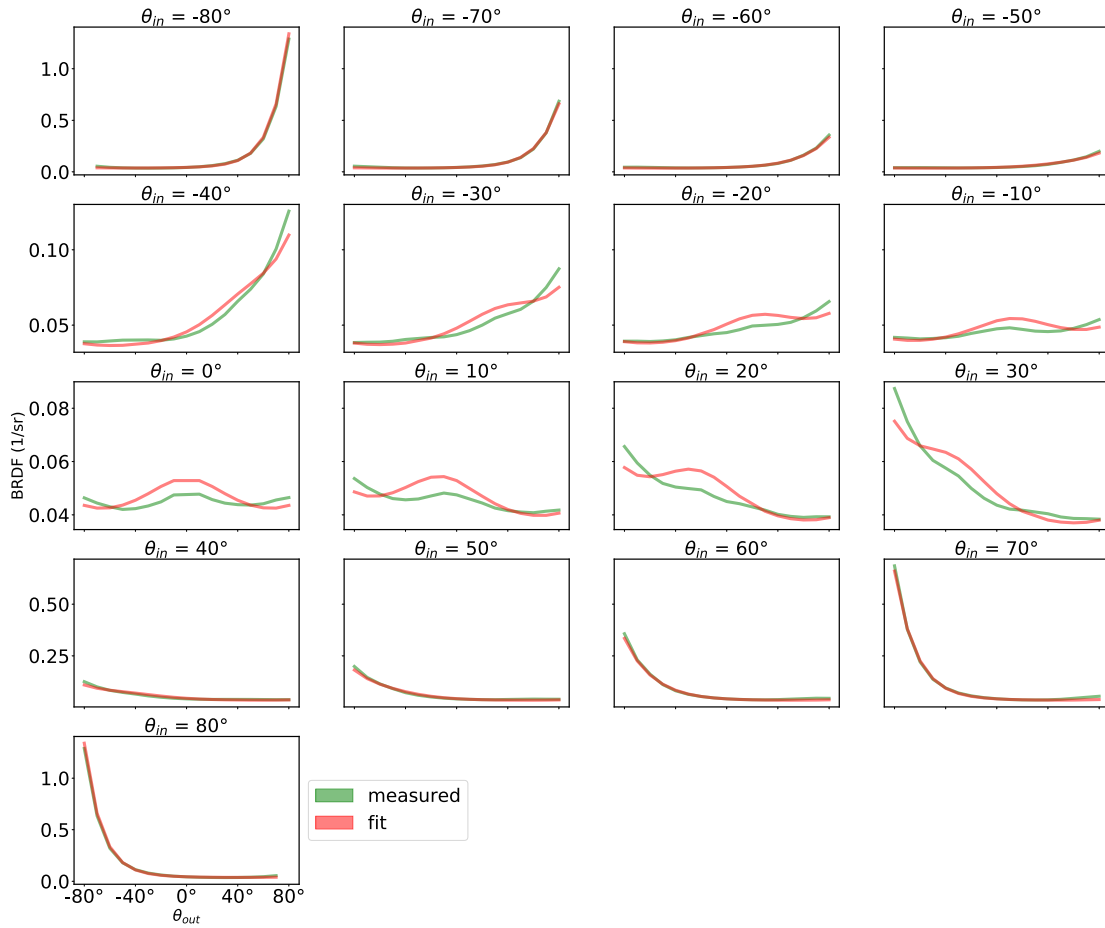 θin = -80° θin = -70° θin = -60° θin = -50°
1.0
0.5
0.0
θin = -40° θin = -30° θin = -20° θin = -10°
0.10
0.05
θin = 0° θin = 10° θin = 20° θin = 30°
0.08
0.06
0.04
BRDF (1/sr)
θin = 40° θin = 50° θin = 60° θin = 70°
0.50
0.25
θin = 80°
1.0
0.5
0.0
-80° -40° 0° 40° 80°
θout
measured
fit